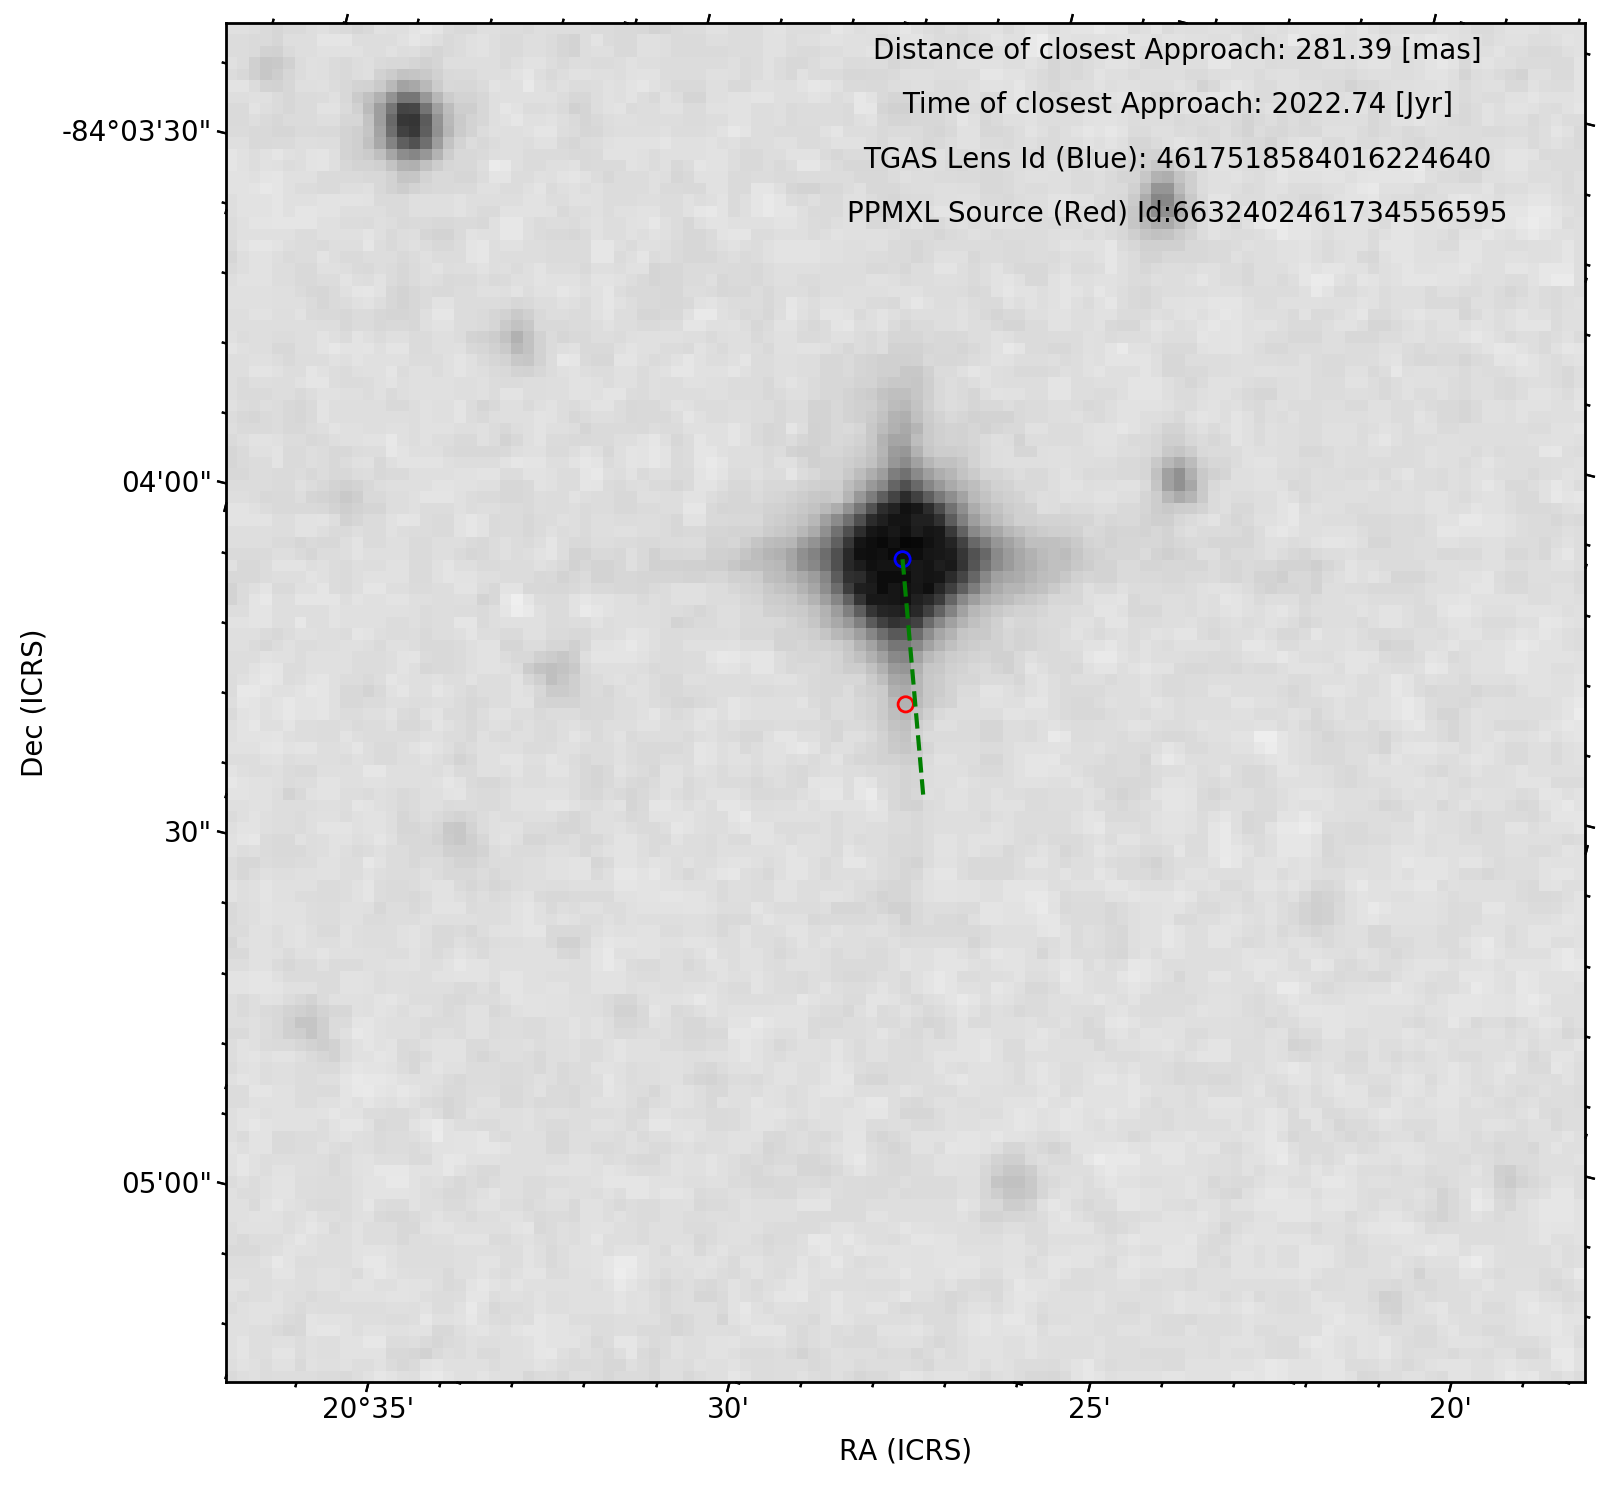 Distance of closest Approach: 281.39 [mas]
Time of closest Approach: 2022.74 [Jyr]
TGAS Lens Id (Blue): 4617518584016224640
PPMXL Source (Red) Id:6632402461734556595
-84°03'30"
04'00"
30"
05'00"
Dec (ICRS)
20°35'
30'
25'
20'
RA (ICRS)